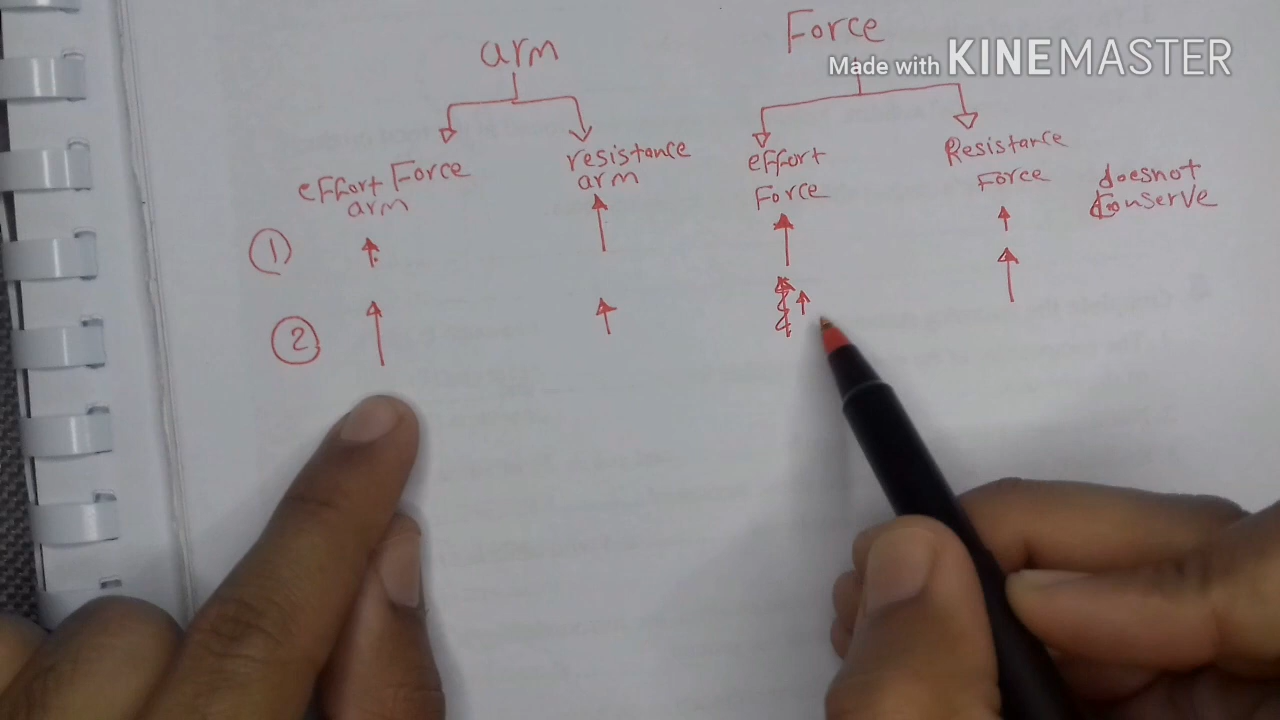 arm
Force
Made with KINEMASTER
effort Force
arm
resistance
arm
effort
Force
Resistance
Force
doesnot
conserve
1
2